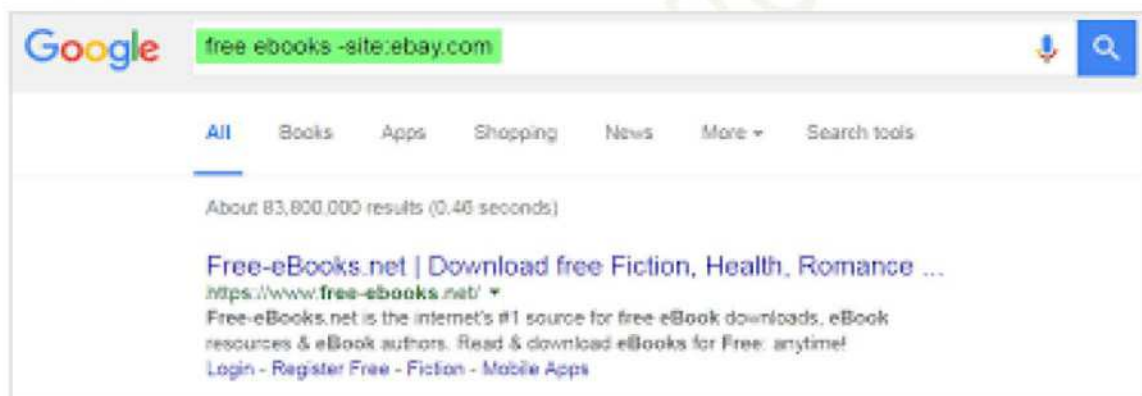 Google
free ebooks -site:ebay.com
All Books Apps Shopping News More Search tools
About 83,800,000 results (0.46 seconds)
Free-eBooks.net | Download free Fiction, Health, Romance ...
https://www.free-ebooks.net/
Free-eBooks.net is the internet's #1 source for free eBook downloads, eBook
resources & eBook authors. Read & download eBooks for Free: anytime!
Login - Register Free - Fiction - Mobile Apps